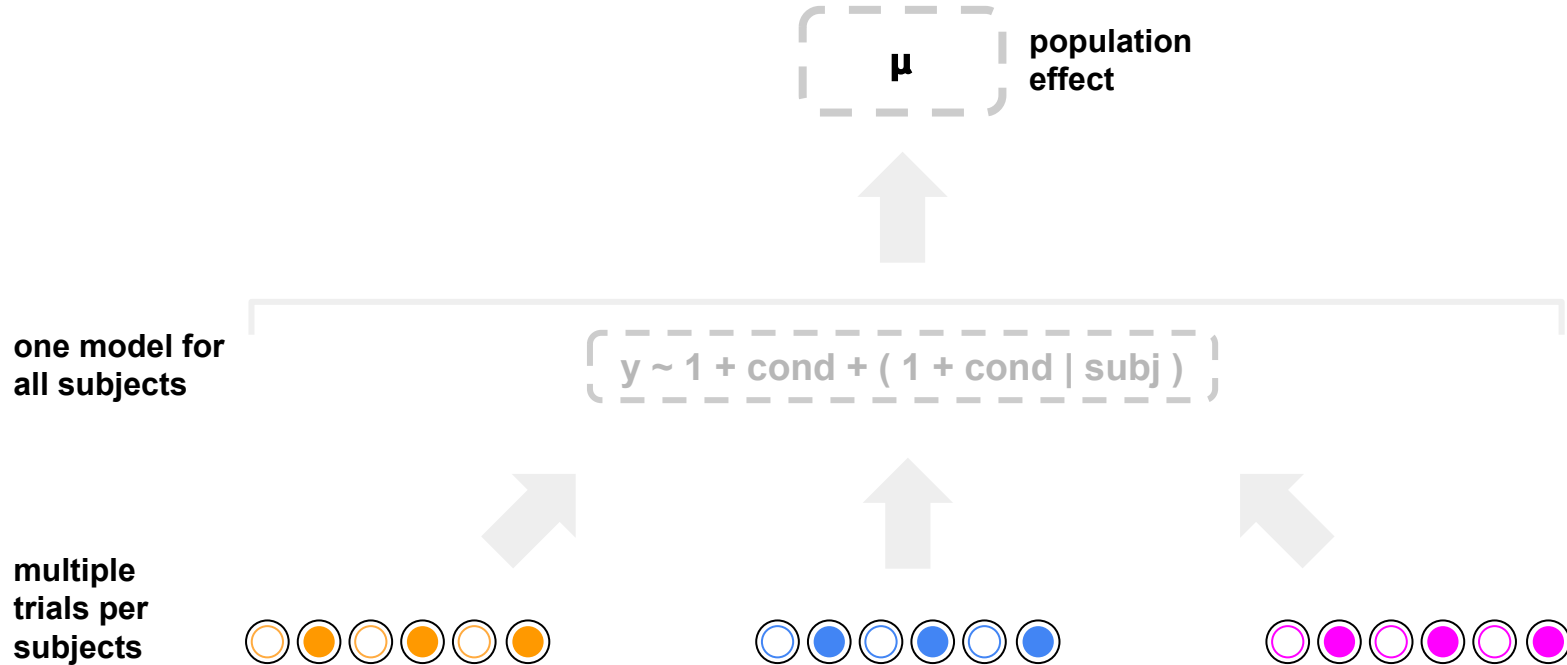 μ
population
effect
one model for
all subjects
y ~ 1 + cond + ( 1 + cond | subj )
multiple
trials per
subjects